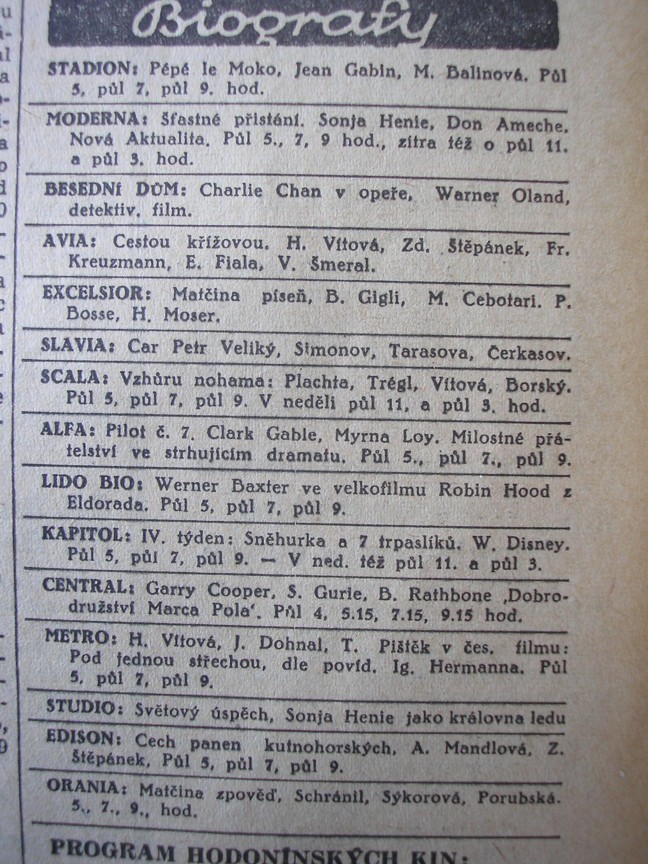 Biografy
STADION: Pépé le Moko, Jean Gabin, M. Balinová. Půl
5, půl 7, půl 9. hod.
MODERNA: Šťastné přistání. Sonja Henie, Don Ameche.
Nová Aktualita. Půl 5., 7, 9 hod., zítra též o půl 11.
a půl 3. hod.
BESEDNÍ DŮM: Charlie Chan v opeře, Warner Oland,
detektiv. film.
AVIA: Cestou křížovou. H. Vítová, Zd. Štěpánek, Fr.
Kreuzmann, E. Fiala, V. Šmeral.
EXCELSIOR: Matčina píseň, B. Gigli, M. Cebotari. P.
Bosse, H. Moser.
SLAVIA: Car Petr Veliký, Simonov, Tarasova, Čerkasov.
SCALA: Vzhůru nohama: Plachta, Trégl, Vítová, Borský.
Půl 5, půl 7, půl 9. V neděli půl 11, a půl 3. hod.
ALFA: Pilot č. 7. Clark Gable, Myrna Loy. Milostné přá-
telství ve strhujícím dramatu. Půl 5., půl 7., půl 9.
LIDO BIO: Werner Baxter ve velkofilmu Robin Hood z
Eldorada. Půl 5, půl 7, půl 9.
KAPITOL: IV. týden: Sněhurka a 7 trpaslíků. W. Disney.
Půl 5, půl 7, půl 9. — V ned. též půl 11. a půl 3.
CENTRAL: Garry Cooper, S. Gurie, B. Rathbone ‚Dobro-
družství Marca Pola‘. Půl 4, 5.15, 7.15, 9.15 hod.
METRO: H. Vítová, J. Dohnal, T. Pištěk v čes. filmu:
Pod jednou střechou, dle povíd. Ig. Hermanna. Půl
5, půl 7, půl 9.
STUDIO: Světový úspěch, Sonja Henie jako královna ledu
EDISON: Cech panen kutnohorských, A. Mandlová, Z.
Štěpánek, Půl 5, půl 7, půl 9.
ORANIA: Matčina zpověď, Schránil, Sýkorová, Porubská.
5., 7., 9., hod.
PROGRAM HODONÍNSKÝCH KIN: